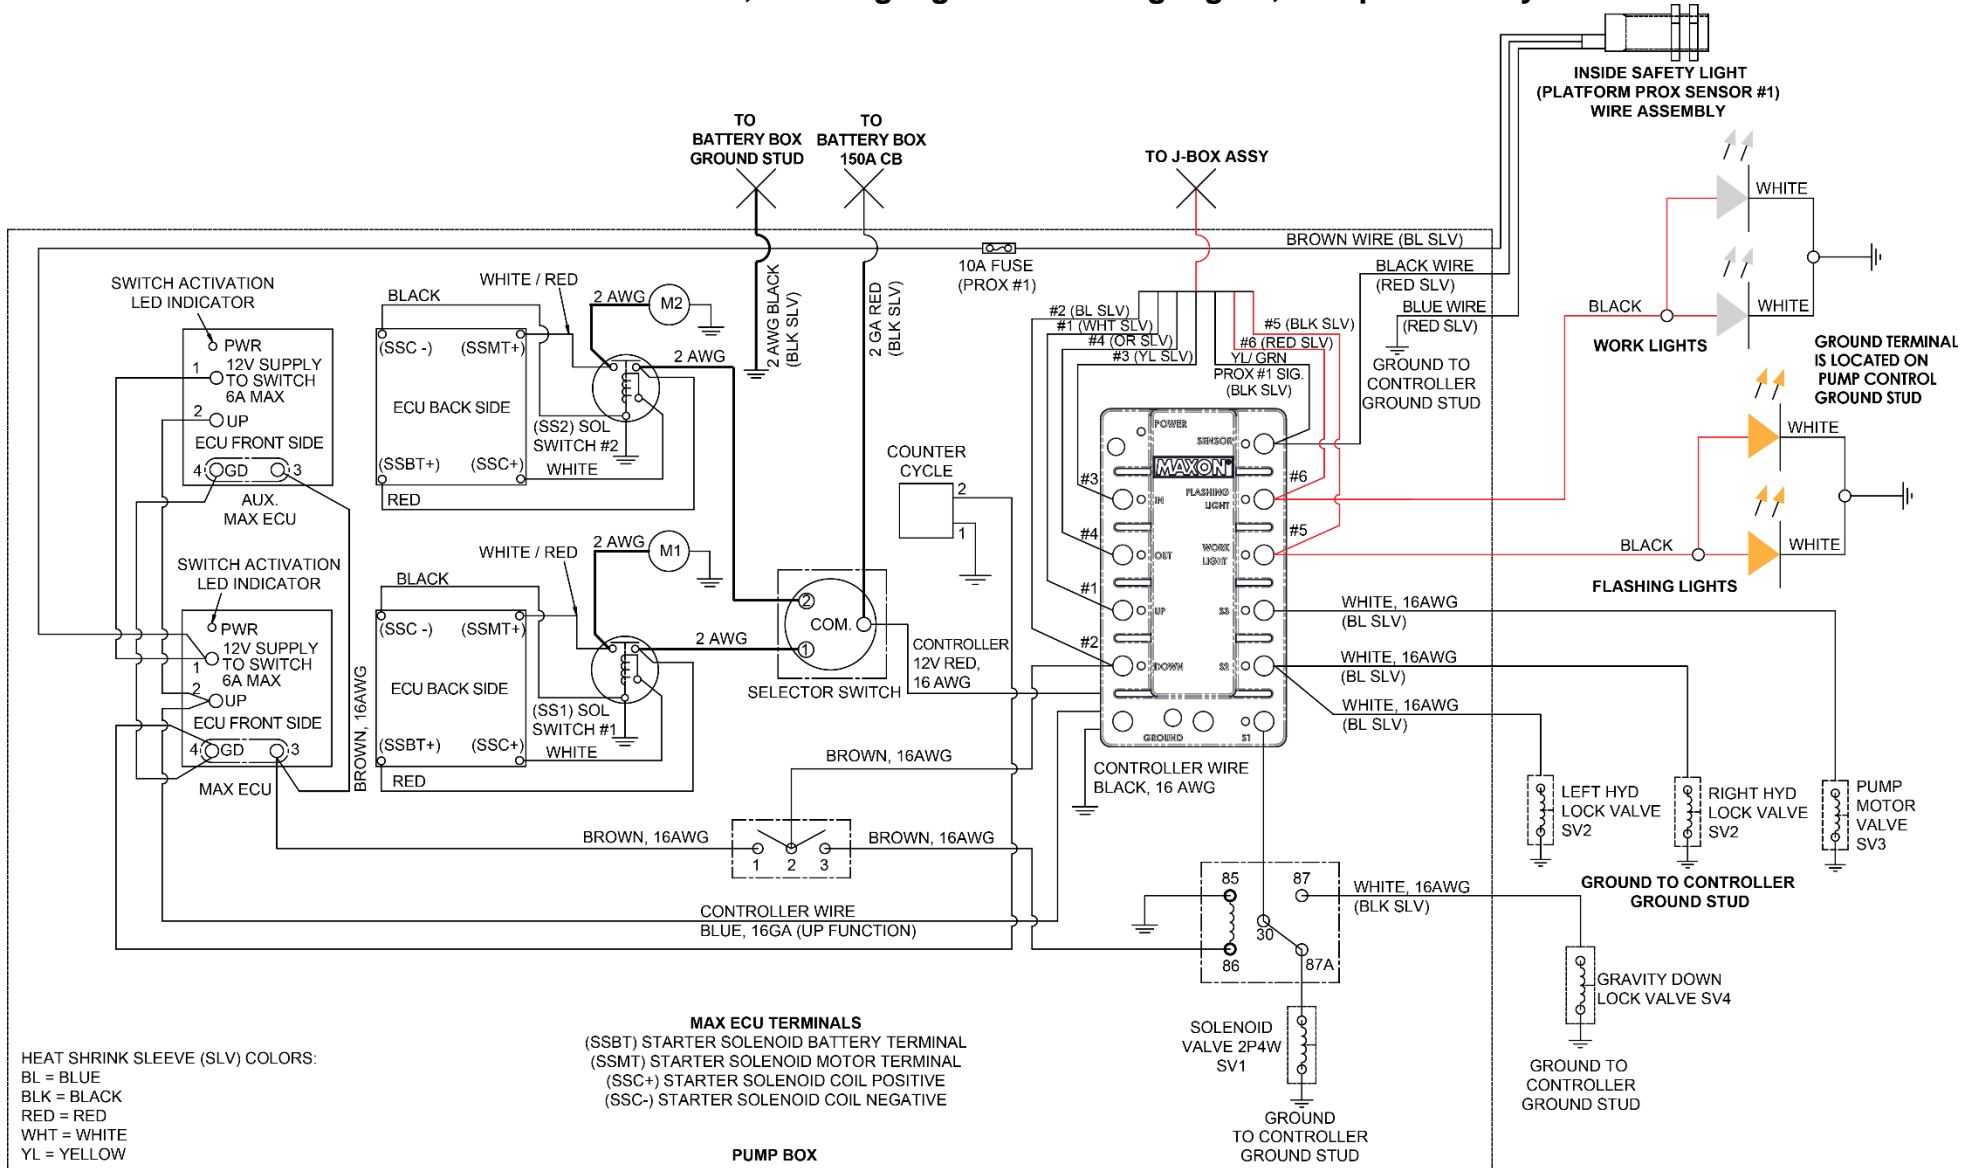 INSIDE SAFETY LIGHT
(PLATFORM PROX SENSOR #1)
WIRE ASSEMBLY
TO
BATTERY BOX
GROUND STUD
TO
BATTERY BOX
150A CB
TO J-BOX ASSY
WHITE
WHITE
BLACK
WORK LIGHTS
GROUND TERMINAL
IS LOCATED ON
PUMP CONTROL
GROUND STUD
WHITE
WHITE
BLACK
FLASHING LIGHTS
BROWN WIRE (BL SLV)
10A FUSE
(PROX #1)
BLACK WIRE
(RED SLV)
BLUE WIRE
(RED SLV)
GROUND TO
CONTROLLER
GROUND STUD
2 AWG BLACK
(BLK SLV)
2 GA RED
(BLK SLV)
#2 (BL SLV)
#1 (WHT SLV)
#4 (OR SLV)
#3 (YL SLV)
#5 (BLK SLV)
#6 (RED SLV)
YL/ GRN
PROX #1 SIG.
(BLK SLV)
SWITCH ACTIVATION
LED INDICATOR
PWR
1
12V SUPPLY
TO SWITCH
6A MAX
2
UP
ECU FRONT SIDE
4
GD
3
AUX.
MAX ECU
BLACK
WHITE / RED
2 AWG
M2
2 AWG
(SSC -)
(SSMT+)
ECU BACK SIDE
(SSBT+)
(SSC+)
(SS2) SOL
SWITCH #2
WHITE
RED
COUNTER
CYCLE
2
1
SWITCH ACTIVATION
LED INDICATOR
PWR
12V SUPPLY
TO SWITCH
6A MAX
1
2
UP
ECU FRONT SIDE
4
GD
3
MAX ECU
BROWN, 16AWG
BLACK
WHITE / RED
2 AWG
M1
2 AWG
(SSC -)
(SSMT+)
ECU BACK SIDE
(SSBT+)
(SSC+)
(SS1) SOL
SWITCH #1
WHITE
RED
2
COM.
1
SELECTOR SWITCH
CONTROLLER
12V RED,
16 AWG
POWER
SENSOR
MAXON®
#3
IN
FLASHING
LIGHT
#6
#4
OUT
WORK
LIGHT
#5
#1
UP
S3
#2
DOWN
S2
GROUND
S1
WHITE, 16AWG
(BL SLV)
WHITE, 16AWG
(BL SLV)
WHITE, 16AWG
(BL SLV)
CONTROLLER WIRE
BLACK, 16 AWG
LEFT HYD
LOCK VALVE
SV2
RIGHT HYD
LOCK VALVE
SV2
PUMP
MOTOR
VALVE
SV3
GROUND TO CONTROLLER
GROUND STUD
BROWN, 16AWG
BROWN, 16AWG
1
2
3
BROWN, 16AWG
CONTROLLER WIRE
BLUE, 16GA (UP FUNCTION)
85
87
30
86
87A
WHITE, 16AWG
(BLK SLV)
GRAVITY DOWN
LOCK VALVE SV4
GROUND TO
CONTROLLER
GROUND STUD
SOLENOID
VALVE 2P4W
SV1
GROUND
TO CONTROLLER
GROUND STUD
MAX ECU TERMINALS
(SSBT) STARTER SOLENOID BATTERY TERMINAL
(SSMT) STARTER SOLENOID MOTOR TERMINAL
(SSC+) STARTER SOLENOID COIL POSITIVE
(SSC-) STARTER SOLENOID COIL NEGATIVE
PUMP BOX
HEAT SHRINK SLEEVE (SLV) COLORS:
BL = BLUE
BLK = BLACK
RED = RED
WHT = WHITE
YL = YELLOW